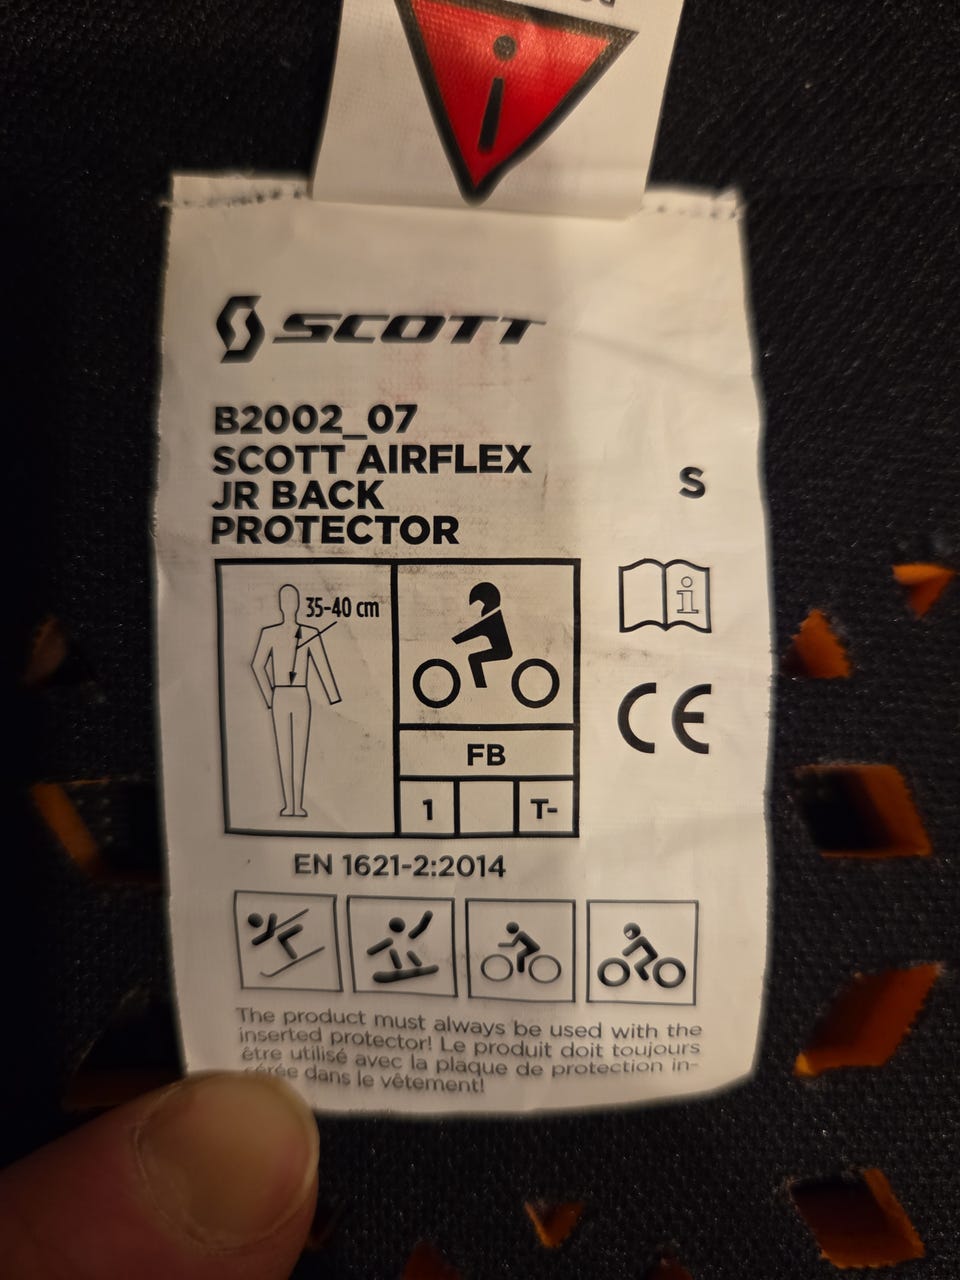 SCOTT
B2002_07
SCOTT AIRFLEX
JR BACK
PROTECTOR
S
35-40 cm
i
FB
1 T-
CE
EN 1621-2:2014
The product must always be used with the
inserted protector! Le produit doit toujours
être utilisé avec la plaque de protection in-
sérée dans le vêtement!